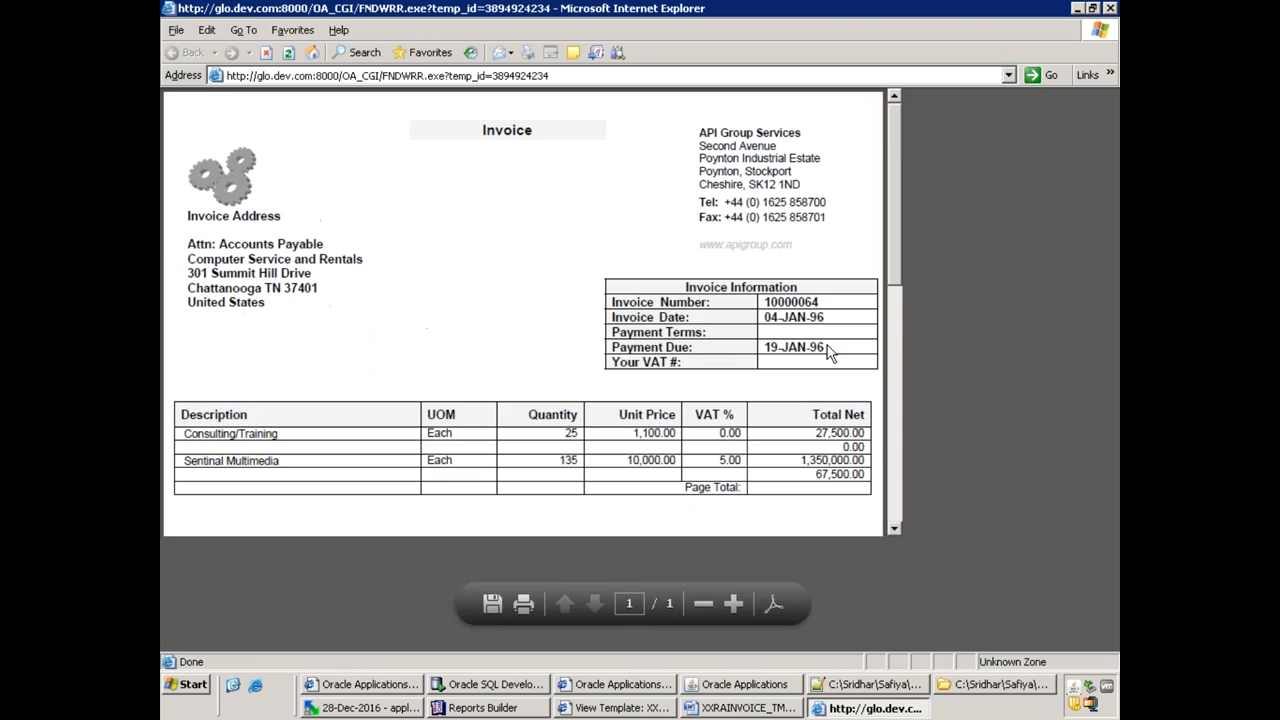 http://glo.dev.com:8000/OA_CGI/FNDWRR.exe?temp_id=3894924234 - Microsoft Internet Explorer
File Edit Go To Favorites Help
Back Search Favorites
Address http://glo.dev.com:8000/OA_CGI/FNDWRR.exe?temp_id=3894924234 Go Links »
Invoice
API Group Services
Second Avenue
Poynton Industrial Estate
Poynton, Stockport
Cheshire, SK12 1ND
Tel: +44 (0) 1625 858700
Fax: +44 (0) 1625 858701
www.apigroup.com
Invoice Address
Attn: Accounts Payable
Computer Service and Rentals
301 Summit Hill Drive
Chattanooga TN 37401
United States
Invoice Information
Invoice Number: 10000064
Invoice Date: 04-JAN-96
Payment Terms:
Payment Due: 19-JAN-96
Your VAT #:
Description UOM Quantity Unit Price VAT % Total Net
Consulting/Training Each 25 1,100.00 0.00 27,500.00
0.00
Sentinal Multimedia Each 135 10,000.00 5.00 1,350,000.00
67,500.00
Page Total:
1 / 1
Done Unknown Zone
Start Oracle Applications... Oracle SQL Develo... Oracle Applications... Oracle Applications C:\Sridhar\Safiya\... C:\Sridhar\Safiya\...
28-Dec-2016 - appl... Reports Builder View Template: XX... XXRAINVOICE_TM... http://glo.dev.c...